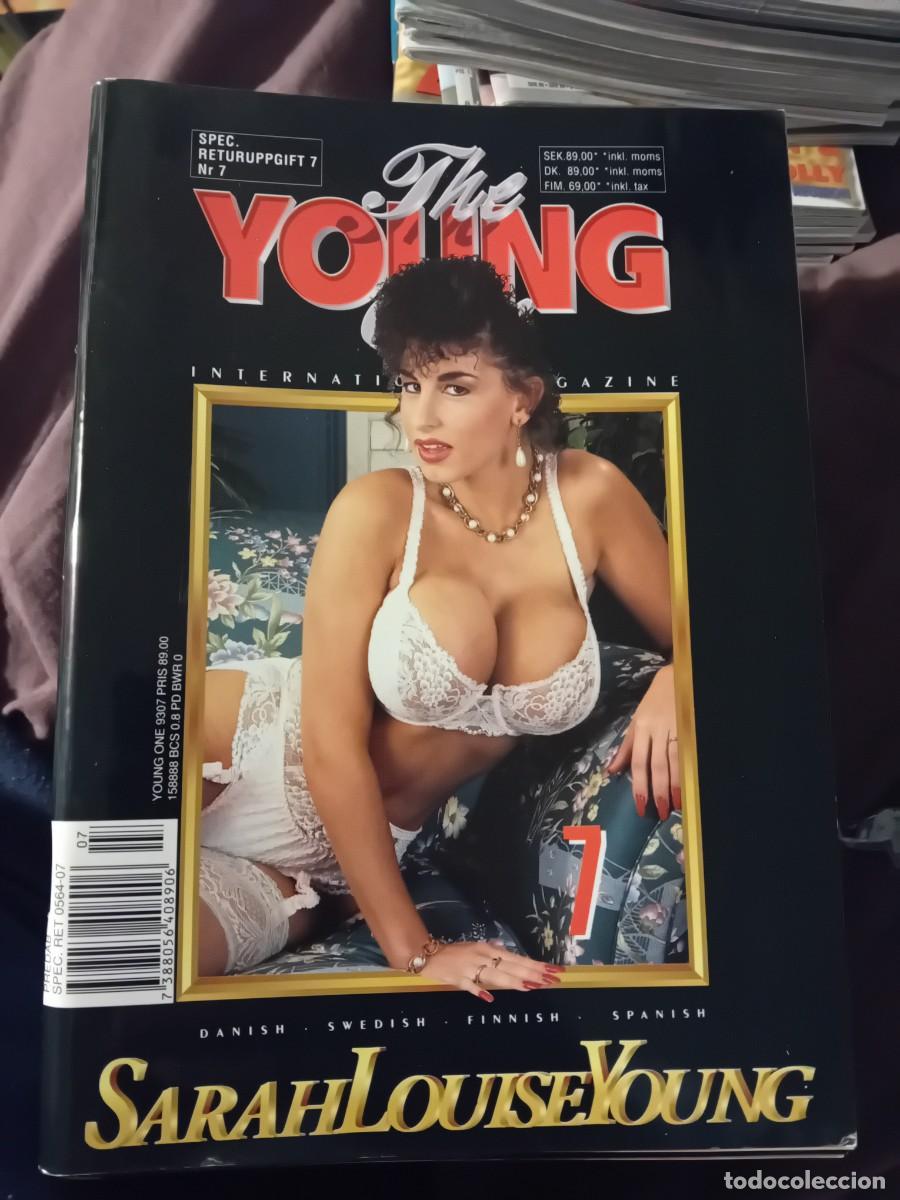 SPEC.
RETURUPPGIFT 7
Nr 7
SEK.89,00* *inkl. moms
DK. 89,00* *inkl. moms
FIM. 69,00* *inkl. tax
The
YOUNG
YOUNG ONE 9307 PRIS 89.00
158888 BCS 0.8 PD BWR 0
07
SPEC. RET 0564-07
7 388056 408906
7
DANISH · SWEDISH · FINNISH · SPANISH
SARAHLOUISEYOUNG
todocoleccion